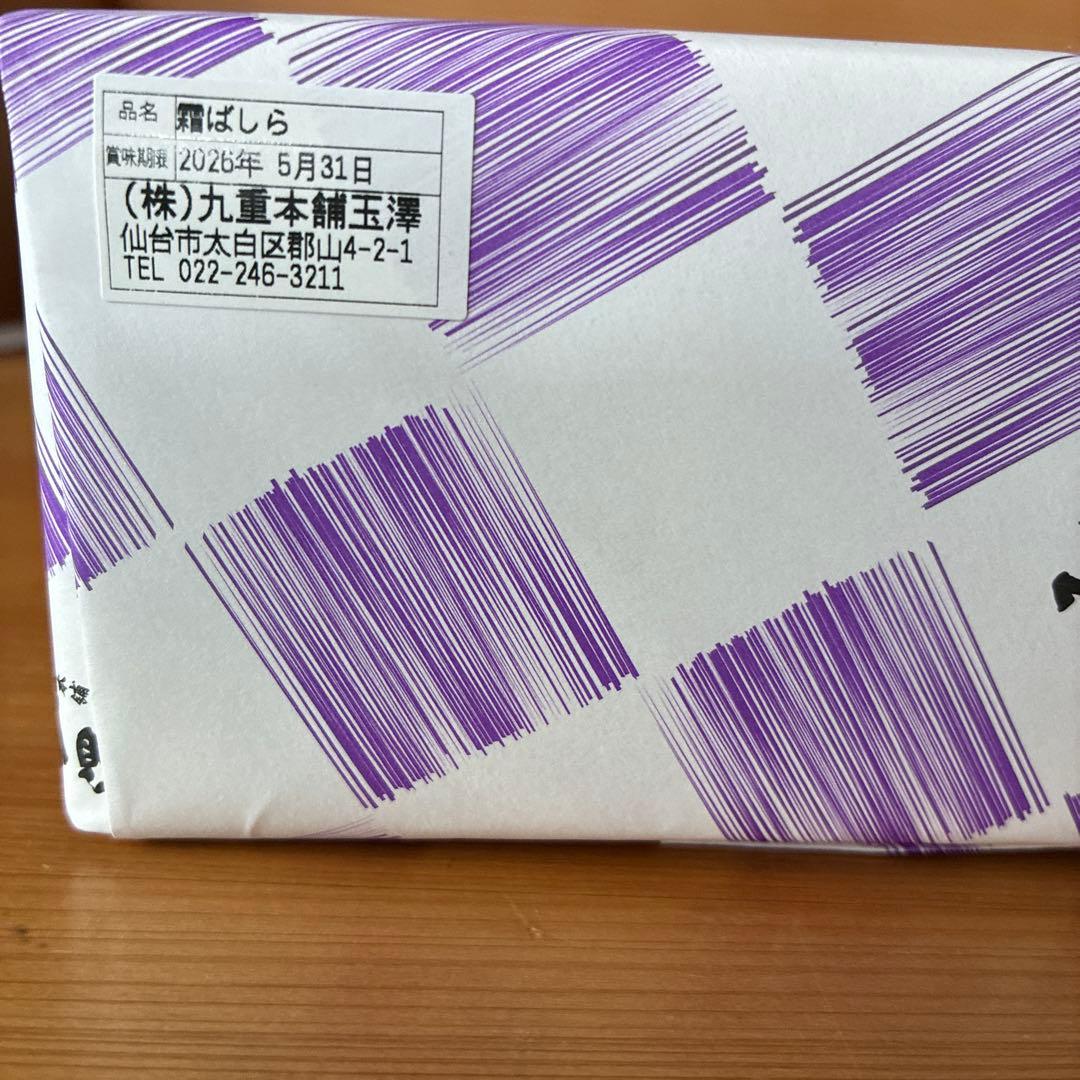 品名 霜ばしら
賞味期限 2026年 5月31日
(株)九重本舗玉澤
仙台市太白区郡山4-2-1
TEL 022-246-3211